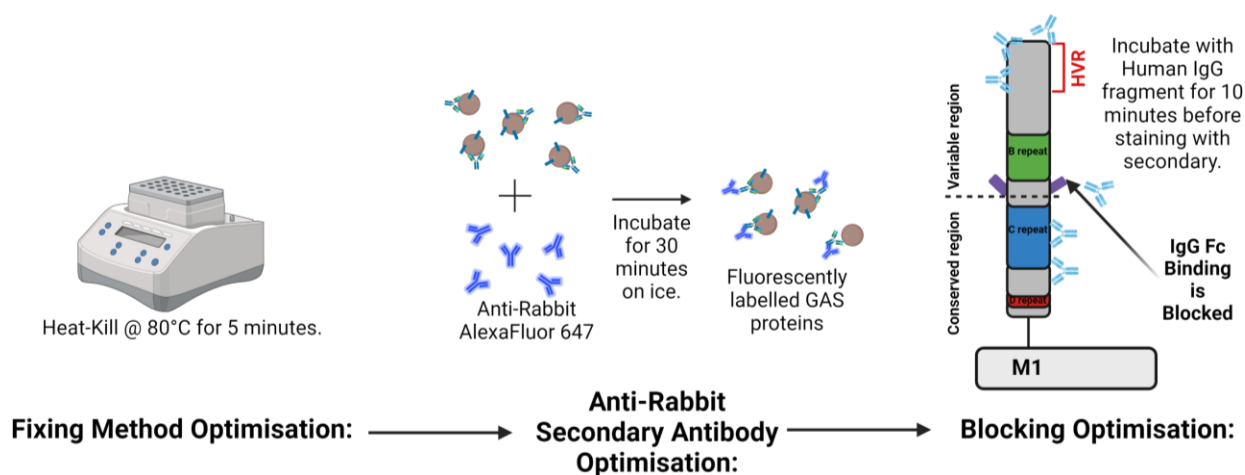 Heat-Kill @ 80°C for 5 minutes.
Anti-Rabbit
AlexaFluor 647
Incubate
for 30
minutes
on ice.
Fluorescently
labelled GAS
proteins
Variable region
Conserved region
HVR
B repeat
C repeat
D repeat
M1
Incubate with
Human IgG
fragment for 10
minutes before
staining with
secondary.
IgG Fc
Binding
is
Blocked
Fixing Method Optimisation:
Anti-Rabbit
Secondary Antibody
Optimisation:
Blocking Optimisation: